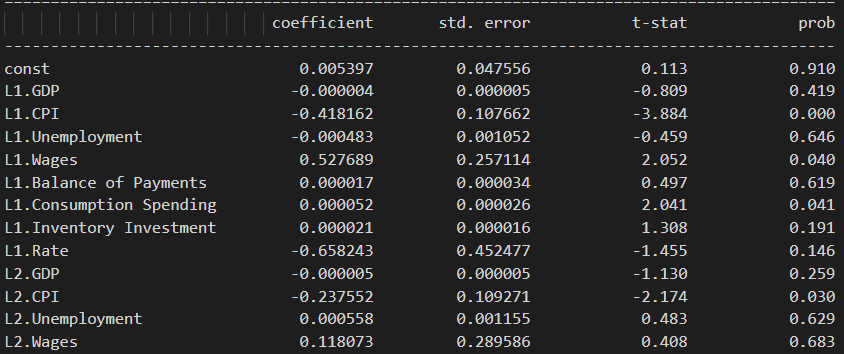 coefficient std. error t-stat prob
const 0.005397 0.047556 0.113 0.910
L1.GDP -0.000004 0.000005 -0.809 0.419
L1.CPI -0.418162 0.107662 -3.884 0.000
L1.Unemployment -0.000483 0.001052 -0.459 0.646
L1.Wages 0.527689 0.257114 2.052 0.040
L1.Balance of Payments 0.000017 0.000034 0.497 0.619
L1.Consumption Spending 0.000052 0.000026 2.041 0.041
L1.Inventory Investment 0.000021 0.000016 1.308 0.191
L1.Rate -0.658243 0.452477 -1.455 0.146
L2.GDP -0.000005 0.000005 -1.130 0.259
L2.CPI -0.237552 0.109271 -2.174 0.030
L2.Unemployment 0.000558 0.001155 0.483 0.629
L2.Wages 0.118073 0.289586 0.408 0.683